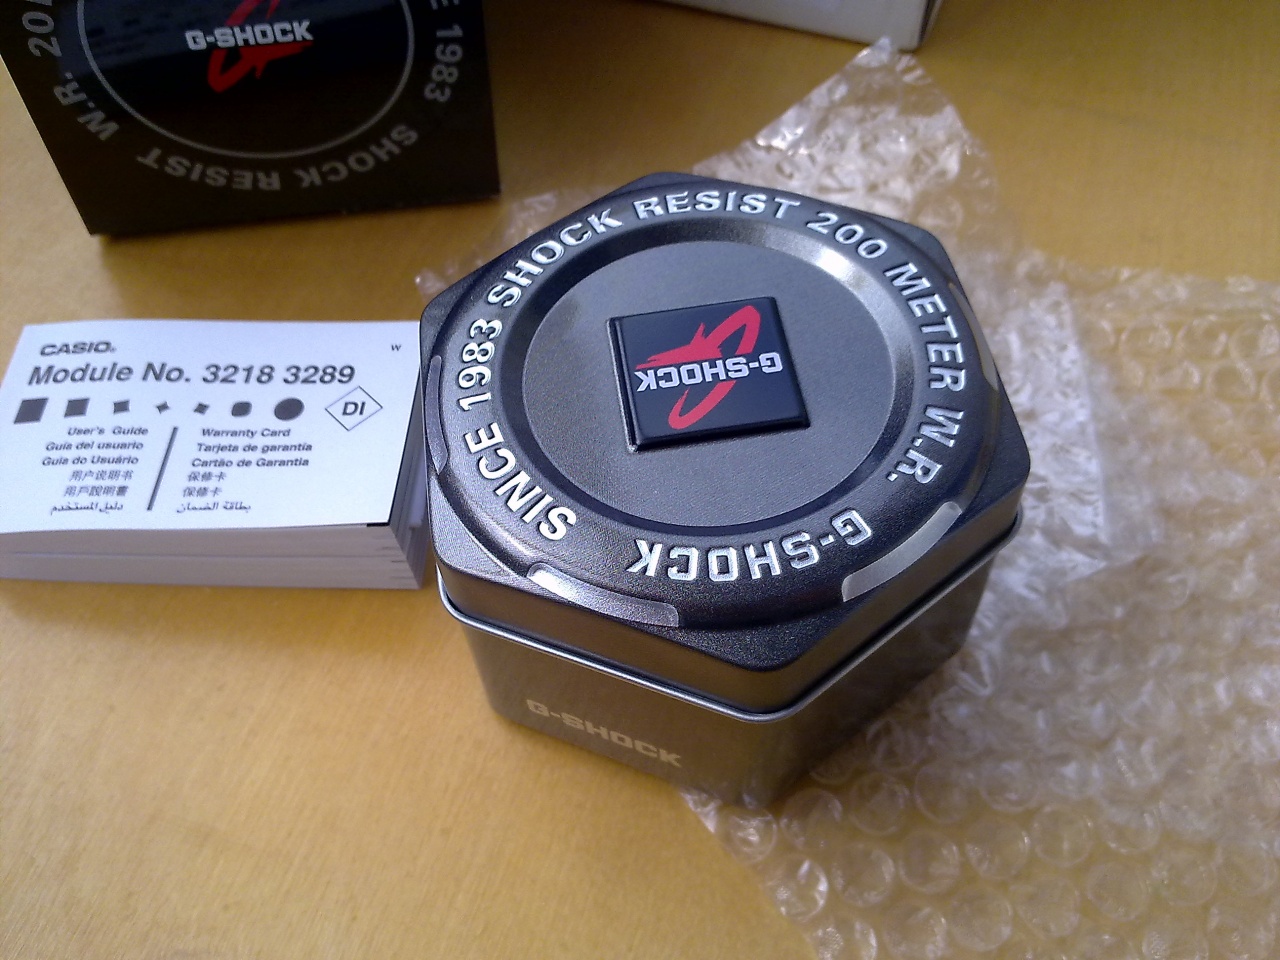 G-SHOCK
W.R. 20
1983
SHOCK RESIST
CASIO®
W
Module No. 3218 3289
DI
User's Guide
Guía del usuario
Guia do Usuário
用户说明书
用戶說明書
دليل المستخدم
Warranty Card
Tarjeta de garantía
Cartão de Garantia
保修卡
保修卡
بطاقة الضمان
SINCE 1983 SHOCK RESIST 200 METER W.R.
G-SHOCK
G-SHOCK
G-SHOCK